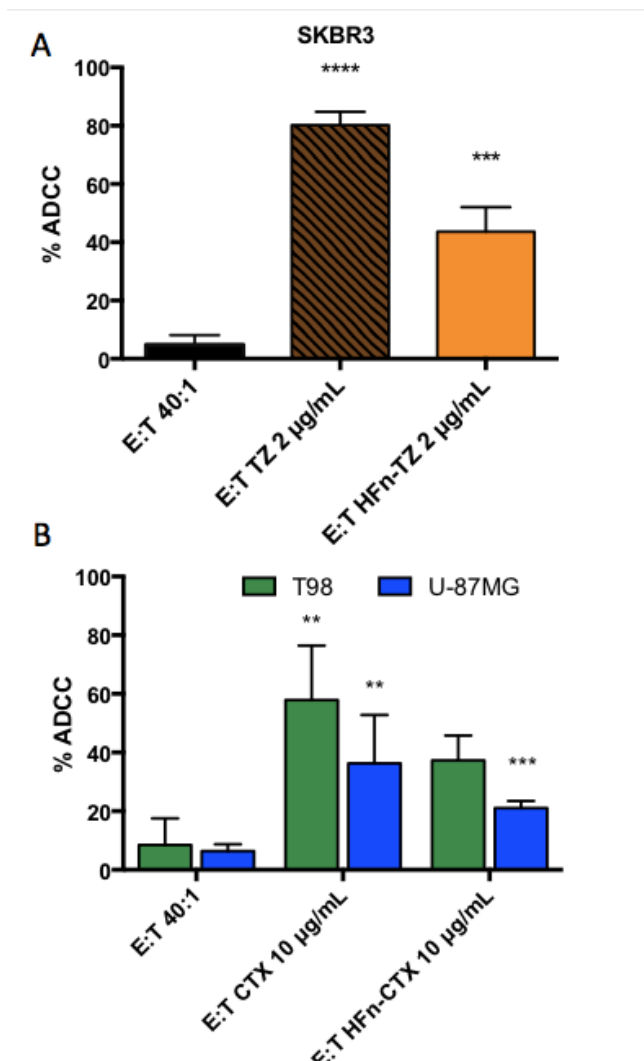 A
SKBR3
100
80
60
40
20
0
% ADCC
****
***
E:T 40:1
E:T TZ 2 µg/mL
E:T HFn-TZ 2 µg/mL
B
100
80
60
40
20
0
% ADCC
T98
U-87MG
**
**
***
E:T 40:1
E:T CTX 10 µg/mL
E:T HFn-CTX 10 µg/mL